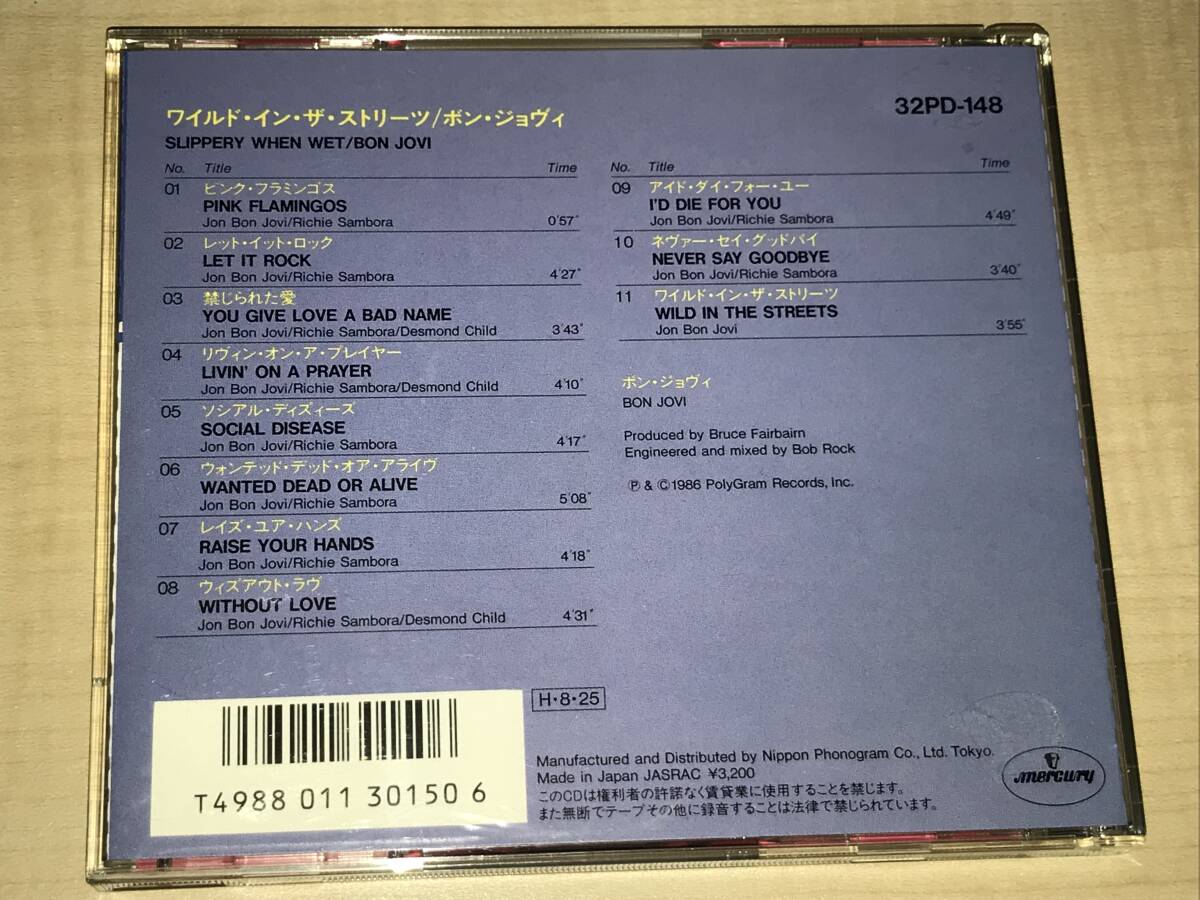 ワイルド・イン・ザ・ストリーツ/ボン・ジョヴィ
SLIPPERY WHEN WET/BON JOVI
32PD-148
No. Title Time
01 ピンク・フラミンゴス
PINK FLAMINGOS
Jon Bon Jovi/Richie Sambora 0'57"
02 レット・イット・ロック
LET IT ROCK
Jon Bon Jovi/Richie Sambora 4'27"
03 禁じられた愛
YOU GIVE LOVE A BAD NAME
Jon Bon Jovi/Richie Sambora/Desmond Child 3'43"
04 リヴィン・オン・ア・プレイヤー
LIVIN' ON A PRAYER
Jon Bon Jovi/Richie Sambora/Desmond Child 4'10"
05 ソシアル・ディズィーズ
SOCIAL DISEASE
Jon Bon Jovi/Richie Sambora 4'17"
06 ウォンテッド・デッド・オア・アライヴ
WANTED DEAD OR ALIVE
Jon Bon Jovi/Richie Sambora 5'08"
07 レイズ・ユア・ハンズ
RAISE YOUR HANDS
Jon Bon Jovi/Richie Sambora 4'18"
08 ウィズアウト・ラヴ
WITHOUT LOVE
Jon Bon Jovi/Richie Sambora/Desmond Child 4'31"
No. Title Time
09 アイド・ダイ・フォー・ユー
I'D DIE FOR YOU
Jon Bon Jovi/Richie Sambora 4'49"
10 ネヴァー・セイ・グッドバイ
NEVER SAY GOODBYE
Jon Bon Jovi/Richie Sambora 3'40"
11 ワイルド・イン・ザ・ストリーツ
WILD IN THE STREETS
Jon Bon Jovi 3'55"
ボン・ジョヴィ
BON JOVI
Produced by Bruce Fairbairn
Engineered and mixed by Bob Rock
℗ & ©1986 PolyGram Records, Inc.
H・8・25
T4988 011 30150 6
Manufactured and Distributed by Nippon Phonogram Co., Ltd. Tokyo.
Made in Japan JASRAC ¥3,200
このCDは権利者の許諾なく賃貸業に使用することを禁じます。
また無断でテープその他に録音することは法律で禁じられています。
mercury